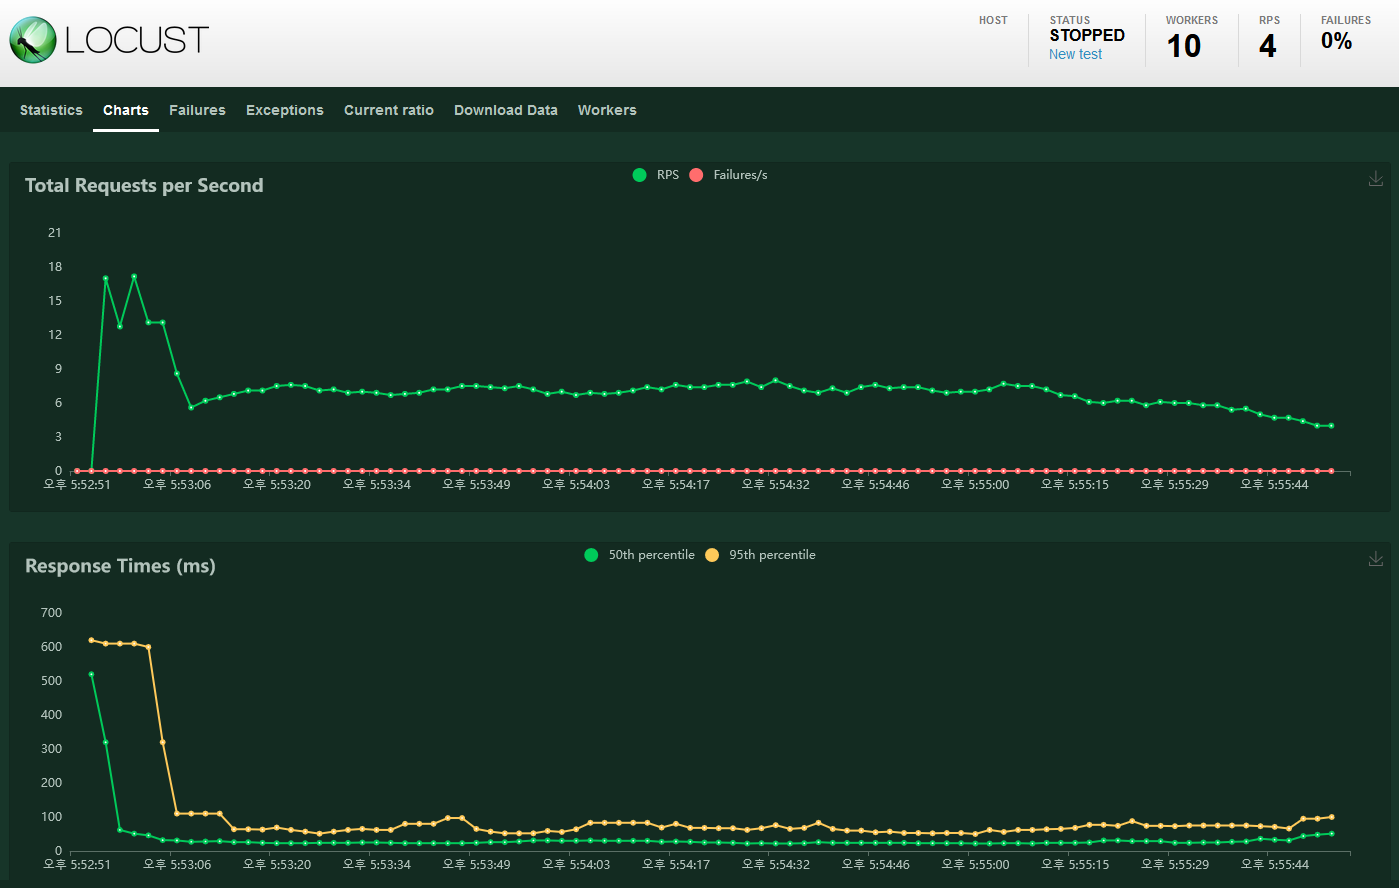 LOCUST
HOST
STATUS
STOPPED
New test
WORKERS
10
RPS
4
FAILURES
0%
Statistics Charts Failures Exceptions Current ratio Download Data Workers
Total Requests per Second
RPS Failures/s
21
18
15
12
9
6
3
0
오후 5:52:51 오후 5:53:06 오후 5:53:20 오후 5:53:34 오후 5:53:49 오후 5:54:03 오후 5:54:17 오후 5:54:32 오후 5:54:46 오후 5:55:00 오후 5:55:15 오후 5:55:29 오후 5:55:44
Response Times (ms)
50th percentile 95th percentile
700
600
500
400
300
200
100
0
오후 5:52:51 오후 5:53:06 오후 5:53:20 오후 5:53:34 오후 5:53:49 오후 5:54:03 오후 5:54:17 오후 5:54:32 오후 5:54:46 오후 5:55:00 오후 5:55:15 오후 5:55:29 오후 5:55:44